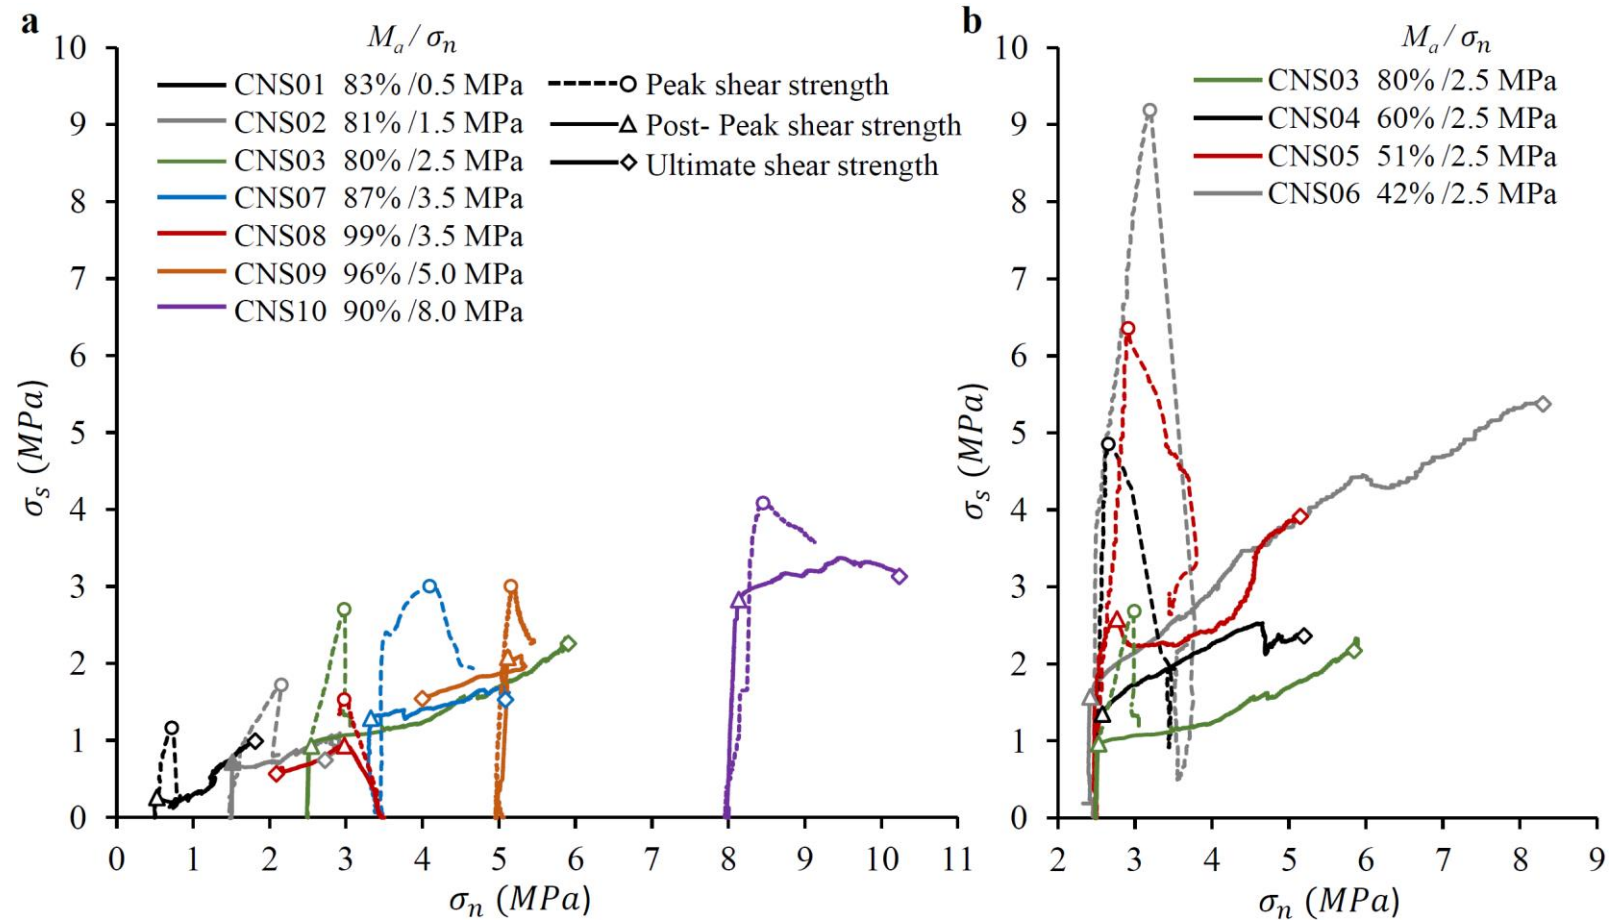 a
Mₐ / σₙ
CNS01 83% /0.5 MPa
CNS02 81% /1.5 MPa
CNS03 80% /2.5 MPa
CNS07 87% /3.5 MPa
CNS08 99% /3.5 MPa
CNS09 96% /5.0 MPa
CNS10 90% /8.0 MPa
Peak shear strength
Post- Peak shear strength
Ultimate shear strength
10
9
8
7
6
5
4
3
2
1
0
σₛ (MPa)
0 1 2 3 4 5 6 7 8 9 10 11
σₙ (MPa)
b
Mₐ / σₙ
CNS03 80% /2.5 MPa
CNS04 60% /2.5 MPa
CNS05 51% /2.5 MPa
CNS06 42% /2.5 MPa
10
9
8
7
6
5
4
3
2
1
0
σₛ (MPa)
2 3 4 5 6 7 8 9
σₙ (MPa)